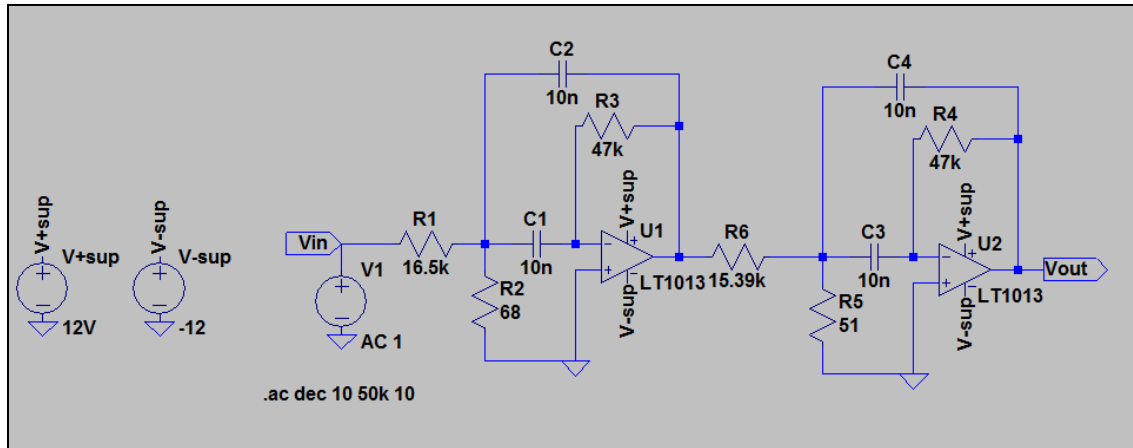 C2
10n
R3
47k
C4
10n
R4
47k
V+sup
V+sup
12V
V-sup
V-sup
-12
Vin
V1
AC 1
R1
16.5k
C1
10n
R2
68
V+sup
U1
LT1013
V-sup
R6
15.39k
C3
10n
R5
51
V+sup
U2
LT1013
V-sup
Vout
.ac dec 10 50k 10